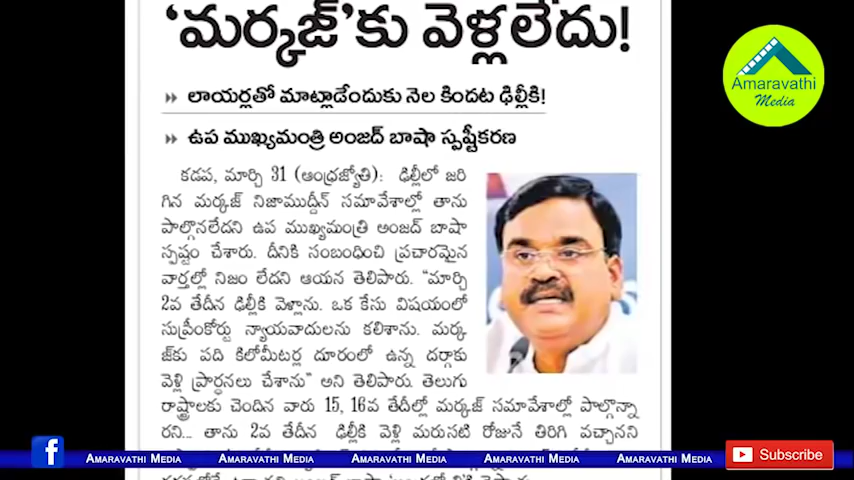 ‘మర్కజ్’కు వెళ్లలేదు!
Amaravathi
Media
లాయర్లతో మాట్లాడేందుకు నెల కిందట ఢిల్లీకి!
ఉప ముఖ్యమంత్రి అంజద్ బాషా స్పష్టీకరణ
కడప, మార్చి 31 (ఆంధ్రజ్యోతి): ఢిల్లీలో జరి
గిన మర్కజ్ నిజాముద్దీన్ సమావేశాల్లో తాను
పాల్గొనలేదని ఉప ముఖ్యమంత్రి అంజద్ బాషా
స్పష్టం చేశారు. దీనికి సంబంధించి ప్రచారమైన
వార్తల్లో నిజం లేదని ఆయన తెలిపారు. “మార్చి
2వ తేదీన ఢిల్లీకి వెళ్లాను. ఒక కేసు విషయంలో
సుప్రీంకోర్టు న్యాయవాదులను కలిశాను. మర్క
జ్‌కు పది కిలోమీటర్ల దూరంలో ఉన్న దర్గాకు
వెళ్లి ప్రార్థనలు చేశాను” అని తెలిపారు. తెలుగు
రాష్ట్రాలకు చెందిన వారు 15, 16వ తేదీల్లో మర్కజ్ సమావేశాల్లో పాల్గొన్నా
రని... తాను 2వ తేదీన ఢిల్లీకి వెళ్లి మరుసటి రోజునే తిరిగి వచ్చానని
f Amaravathi Media Amaravathi Media Amaravathi Media Amaravathi Media Amaravathi Media Subscribe